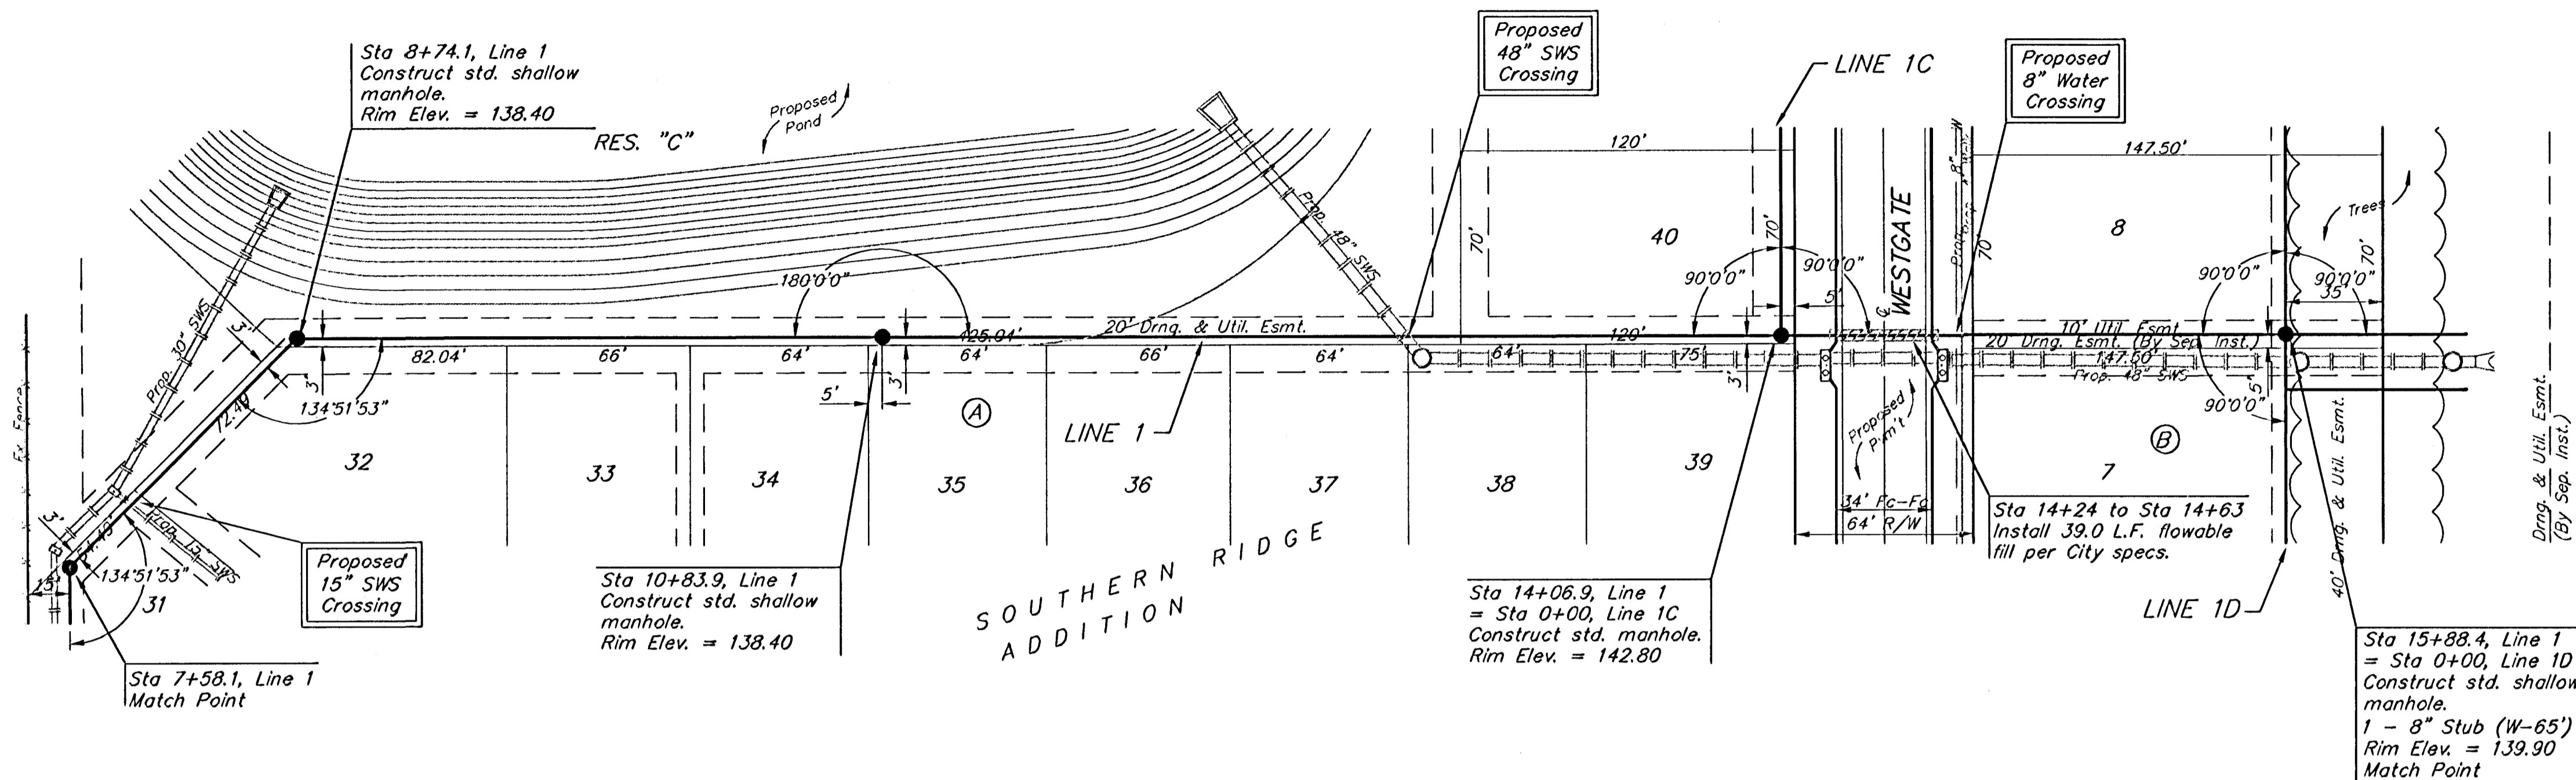 Sta 8+74.1, Line 1
Construct std. shallow
manhole.
Rim Elev. = 138.40
RES. "C"
Proposed
Pond
Proposed
48" SWS
Crossing
LINE 1C
Proposed
8" Water
Crossing
120'
147.50'
Trees
Prop. 30" SWS
Prop. 48" SWS
40
8
70'
70'
70'
70'
WESTGATE
℄
180°0'0"
90°0'0"
90°0'0"
90°0'0"
90°0'0"
35'
5'
3'
20' Drng. & Util. Esmt.
425.04'
120'
10' Util. Esmt.
20' Drng. Esmt. (By Sep. Inst.)
147.50'
Prop. 48" SWS
82.04'
66'
64'
64'
66'
64'
64'
75'
3'
3'
3'
5'
5'
90°0'0"
134°51'53"
72.49'
Ex. Fence
A
B
LINE 1
Proposed
Pvm't
32
33
34
35
36
37
38
39
7
34' Fc-Fc
64' R/W
Sta 14+24 to Sta 14+63
Install 39.0 L.F. flowable
fill per City specs.
40' Drng. & Util. Esmt.
Drng. & Util. Esmt.
(By Sep. Inst.)
3'
Prop. 15" SWS
134°51'53"
15'
31
Proposed
15" SWS
Crossing
Sta 10+83.9, Line 1
Construct std. shallow
manhole.
Rim Elev. = 138.40
SOUTHERN RIDGE
ADDITION
Sta 14+06.9, Line 1
= Sta 0+00, Line 1C
Construct std. manhole.
Rim Elev. = 142.80
LINE 1D
Sta 7+58.1, Line 1
Match Point
Sta 15+88.4, Line 1
= Sta 0+00, Line 1D
Construct std. shallow
manhole.
1 - 8" Stub (W-65')
Rim Elev. = 139.90
Match Point